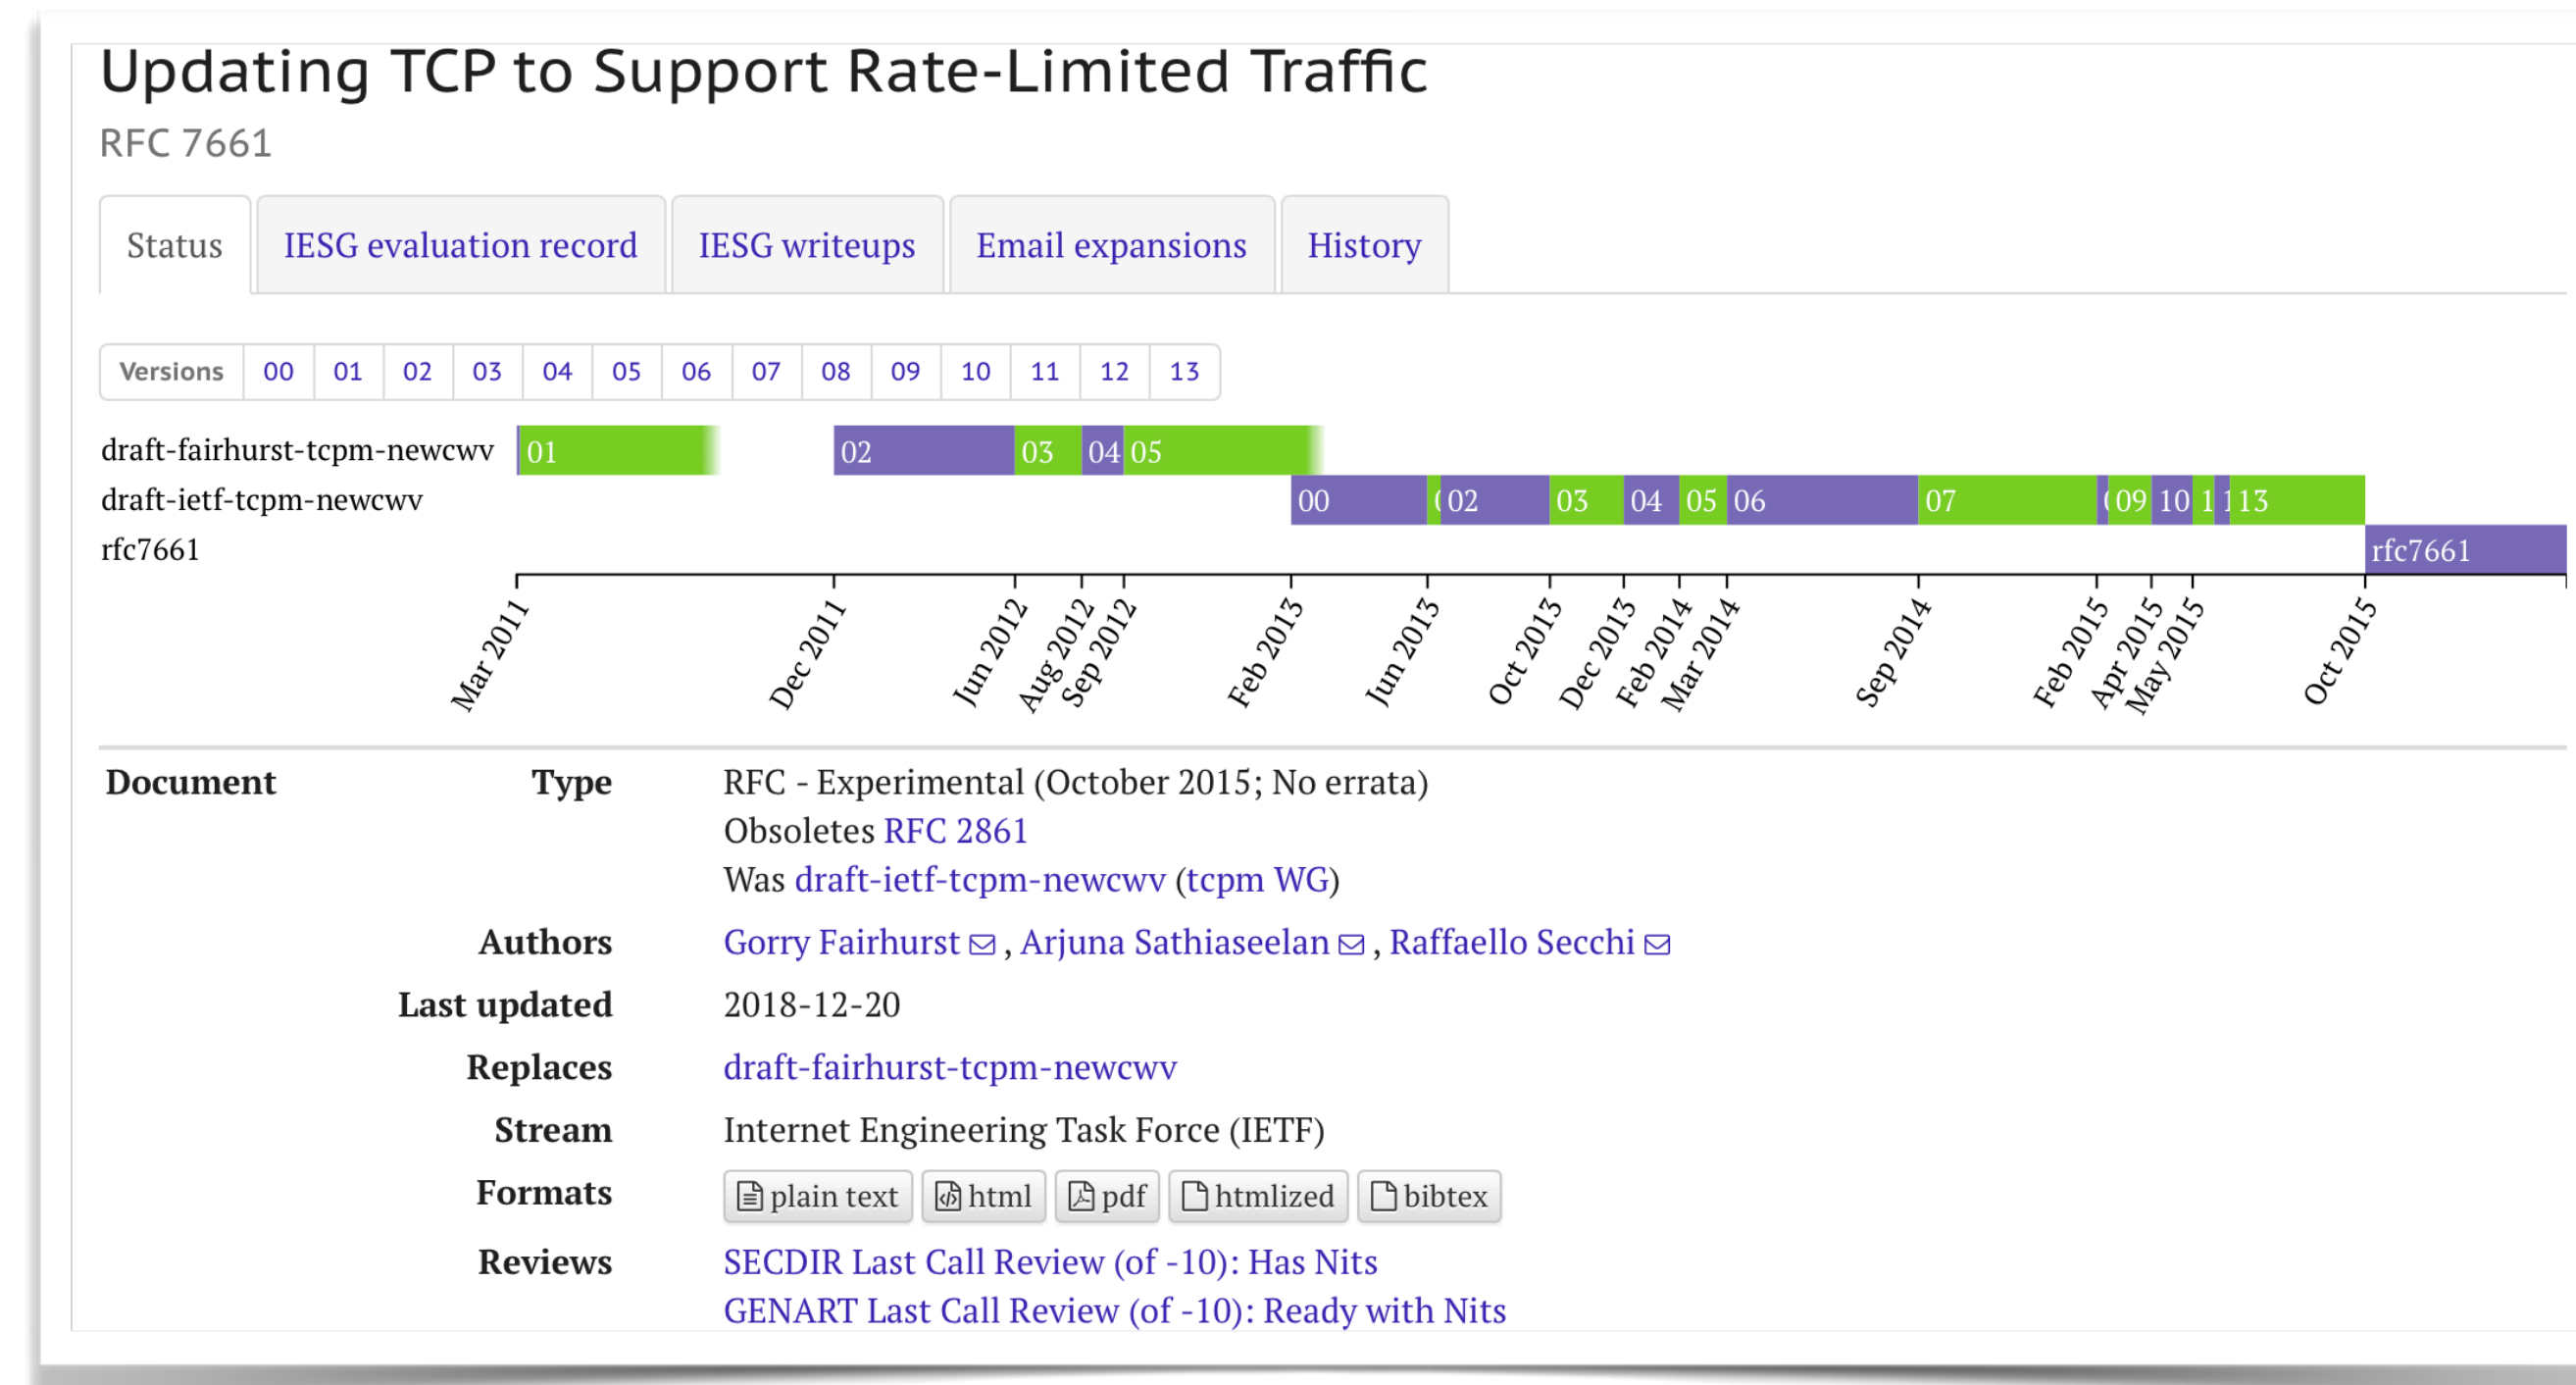 Updating TCP to Support Rate-Limited Traffic
RFC 7661
Status IESG evaluation record IESG writeups Email expansions History
Versions 00 01 02 03 04 05 06 07 08 09 10 11 12 13
draft-fairhurst-tcpm-newcwv 01 02 03 04 05
draft-ietf-tcpm-newcwv 00 02 03 04 05 06 07 09 10 13
rfc7661 rfc7661
Mar 2011 Dec 2011 Jun 2012 Aug 2012 Sep 2012 Feb 2013 Jun 2013 Oct 2013 Dec 2013 Feb 2014 Mar 2014 Sep 2014 Feb 2015 Apr 2015 May 2015 Oct 2015
Document Type RFC - Experimental (October 2015; No errata)
Obsoletes RFC 2861
Was draft-ietf-tcpm-newcwv (tcpm WG)
Authors Gorry Fairhurst , Arjuna Sathiaseelan , Raffaello Secchi
Last updated 2018-12-20
Replaces draft-fairhurst-tcpm-newcwv
Stream Internet Engineering Task Force (IETF)
Formats plain text html pdf htmlized bibtex
Reviews SECDIR Last Call Review (of -10): Has Nits
GENART Last Call Review (of -10): Ready with Nits